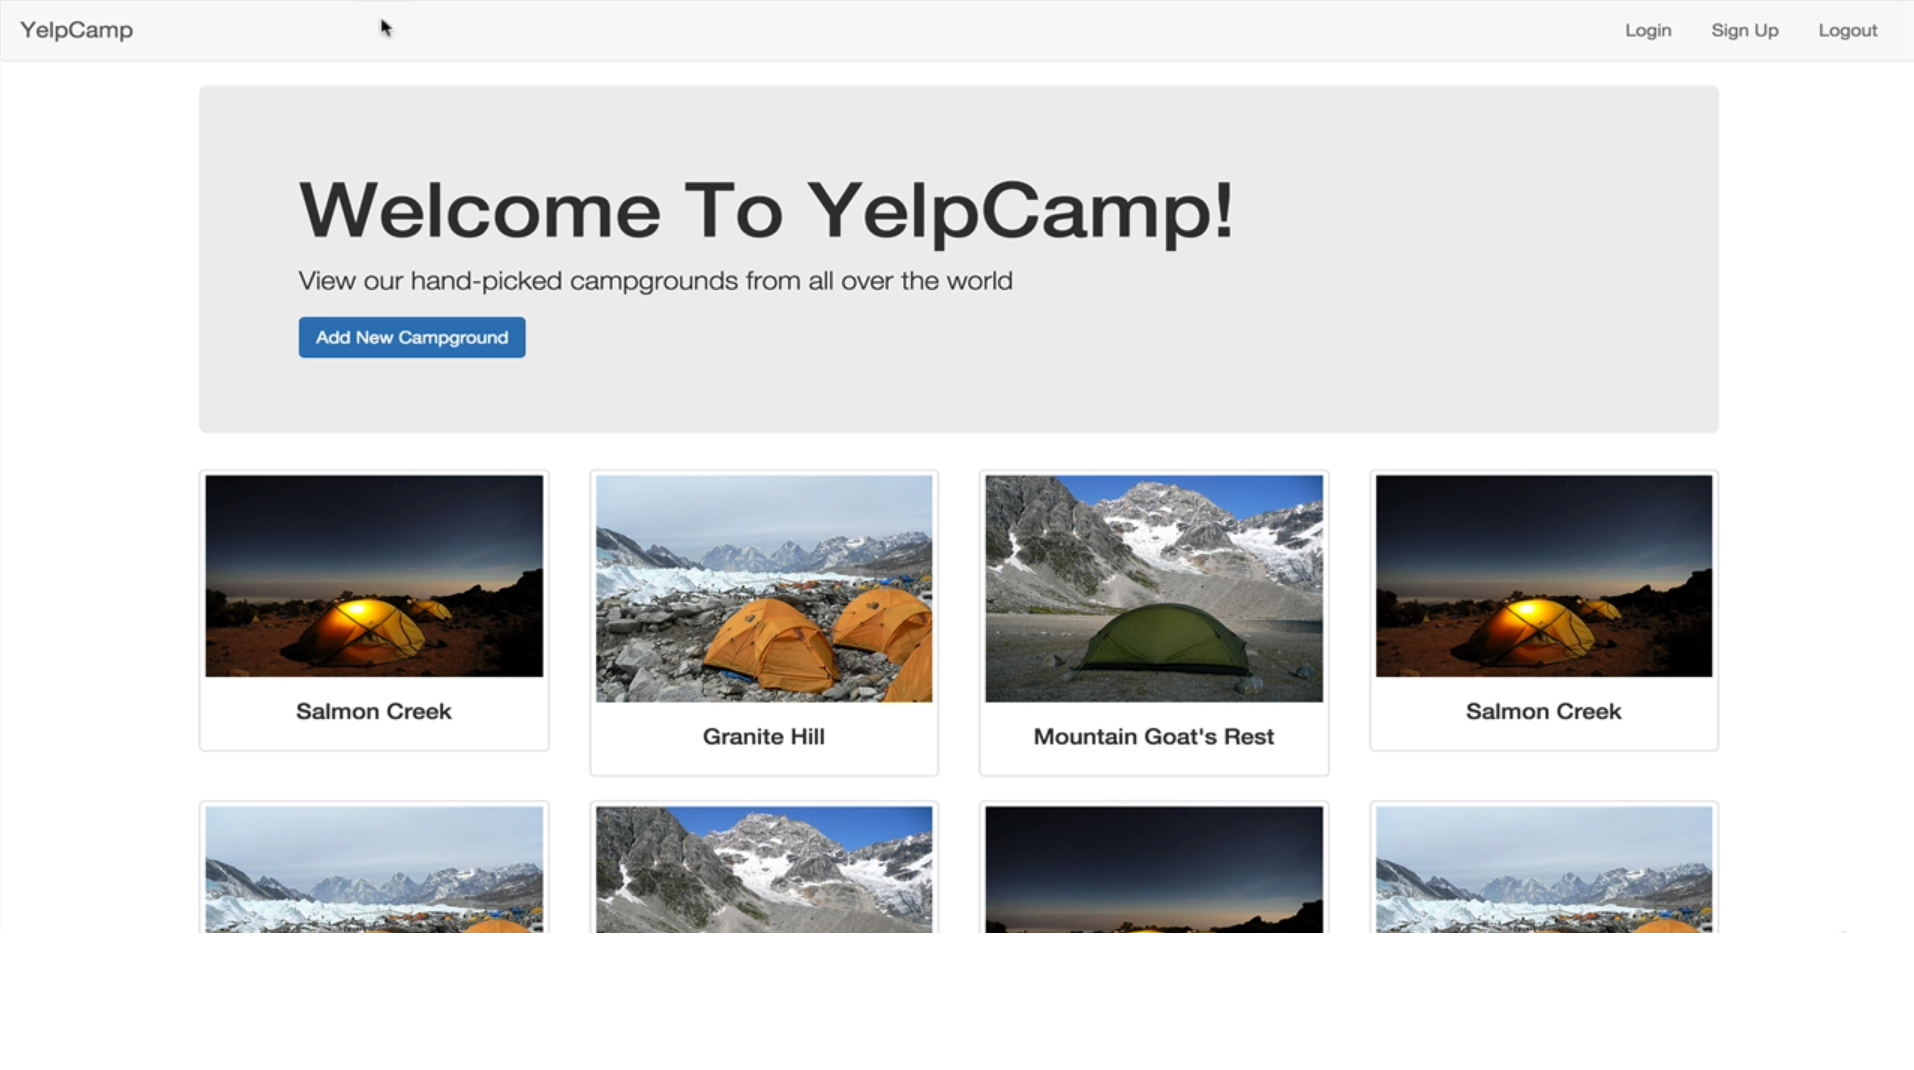 YelpCamp
Login
Sign Up
Logout
Welcome To YelpCamp!
View our hand-picked campgrounds from all over the world
Add New Campground
Salmon Creek
Granite Hill
Mountain Goat's Rest
Salmon Creek